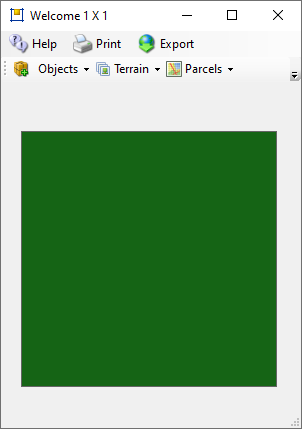 Welcome 1 X 1
Help Print Export
Objects Terrain Parcels